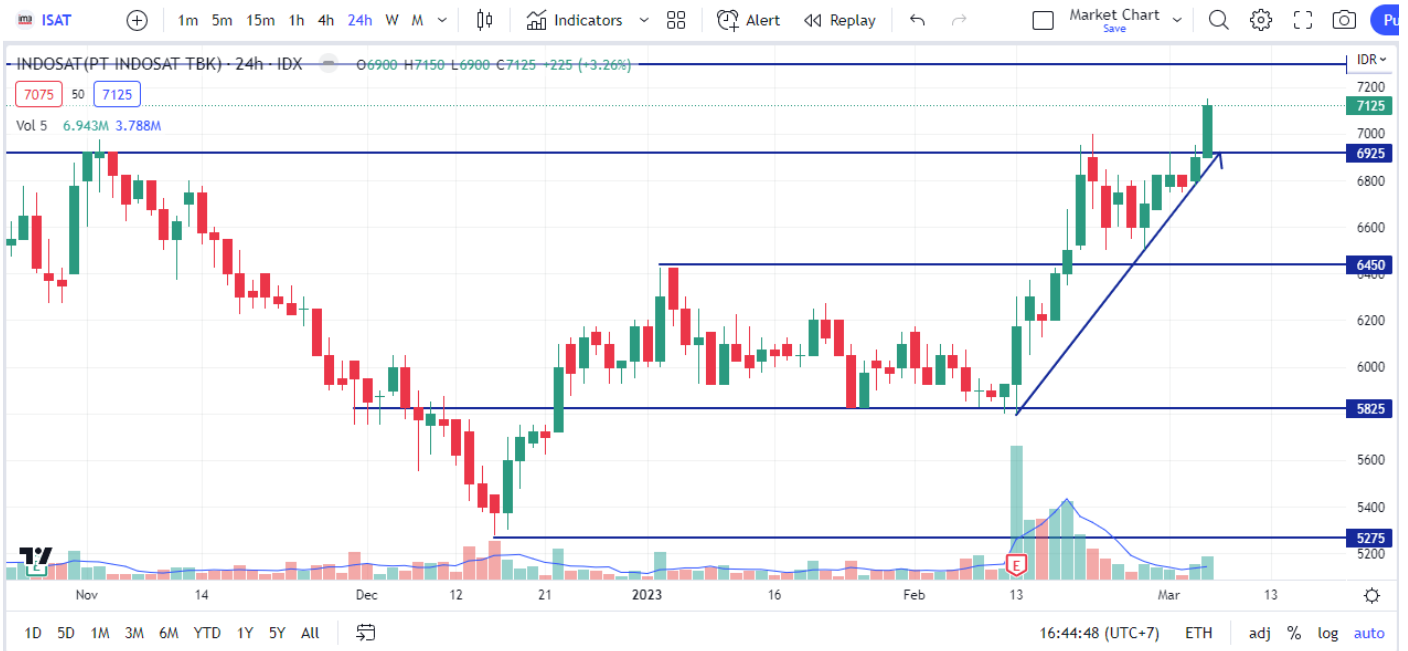 im3 ISAT 1m 5m 15m 1h 4h 24h W M Indicators Alert Replay Market Chart Save
INDOSAT(PT INDOSAT TBK) · 24h · IDX O6900 H7150 L6900 C7125 +225 (+3.26%) IDR
7075 50 7125
Vol 5 6.943M 3.788M
7200
7125
7000
6925
6800
6600
6450
6400
6200
6000
5825
5600
5400
5275
5200
E
E
Nov 14 Dec 12 21 2023 16 Feb 13 Mar 13
1D 5D 1M 3M 6M YTD 1Y 5Y All 16:44:48 (UTC+7) ETH adj % log auto